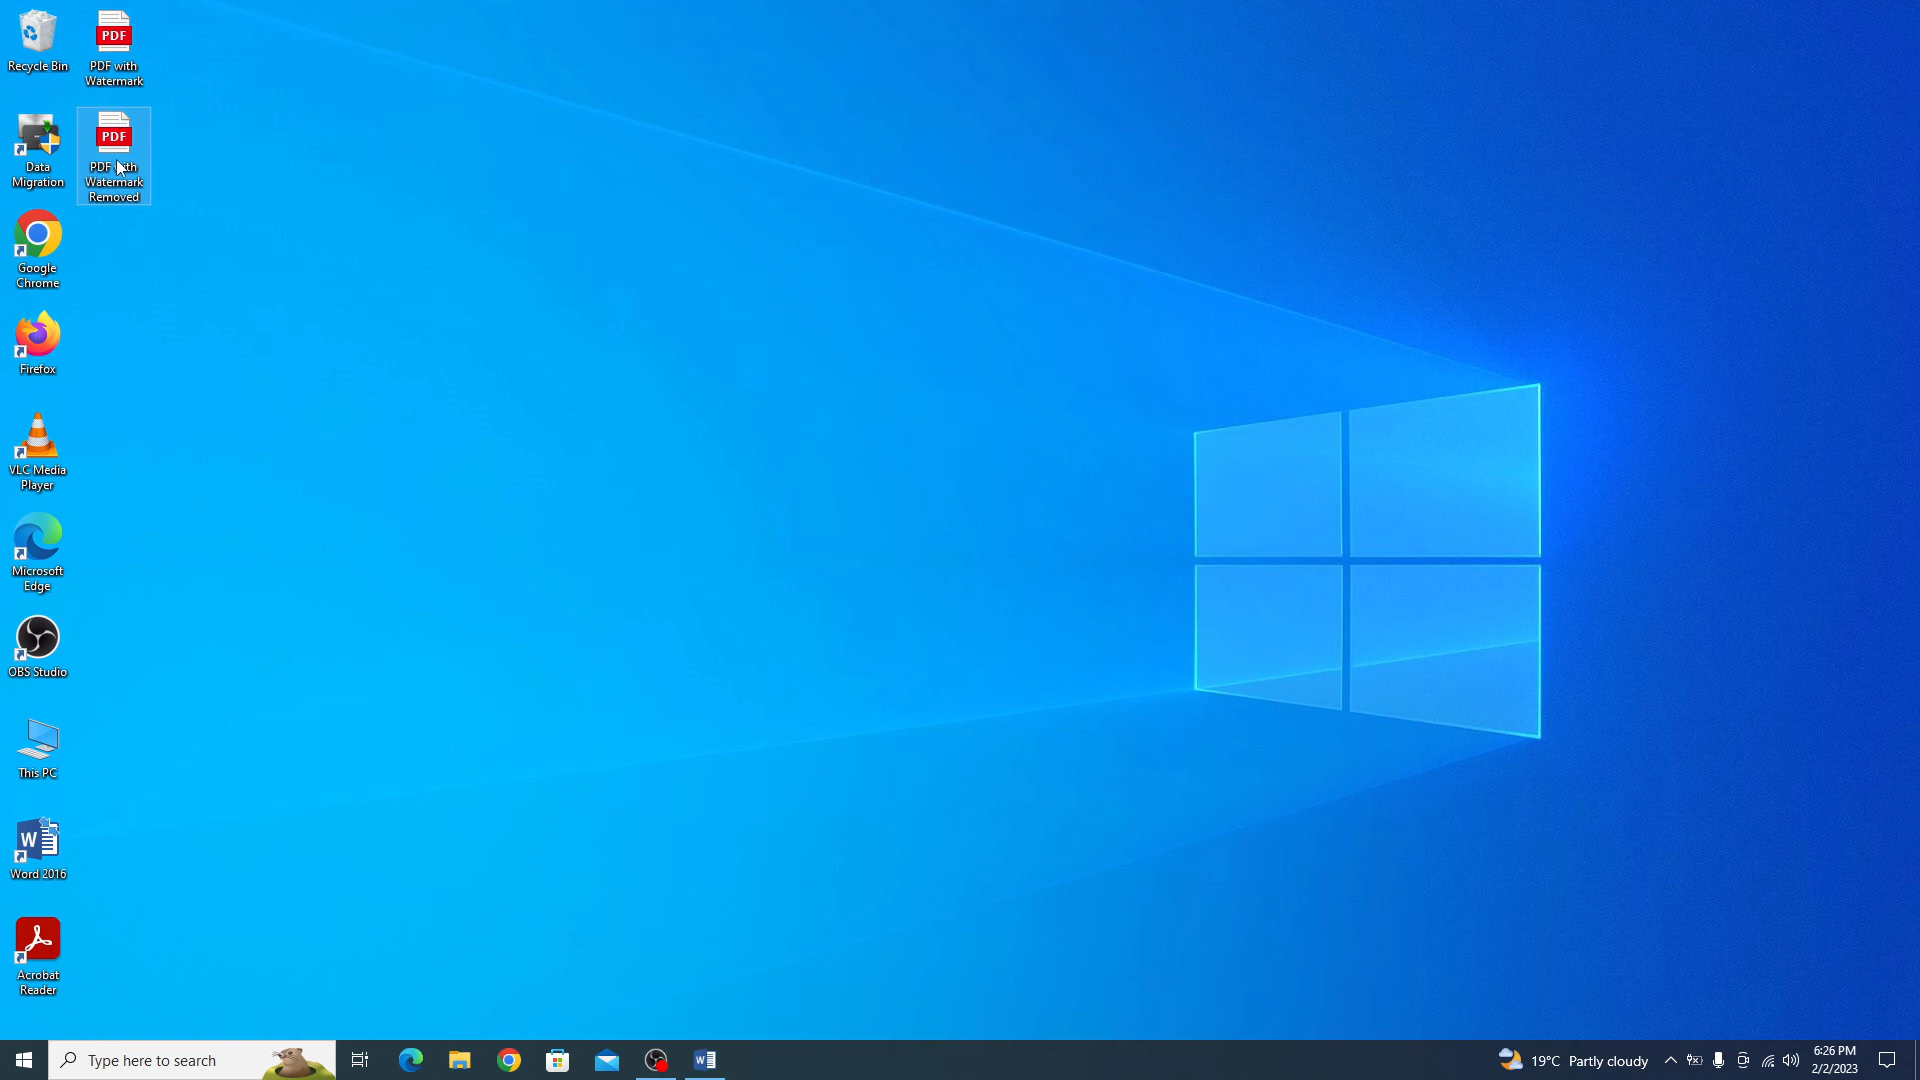 Recycle Bin
PDF
PDF with
Watermark
Data
Migration
PDF
PDF with
Watermark
Removed
Google
Chrome
Firefox
VLC Media
Player
Microsoft
Edge
OBS Studio
This PC
W
Word 2016
Acrobat
Reader
Type here to search
W
19°C Partly cloudy
6:26 PM
2/2/2023